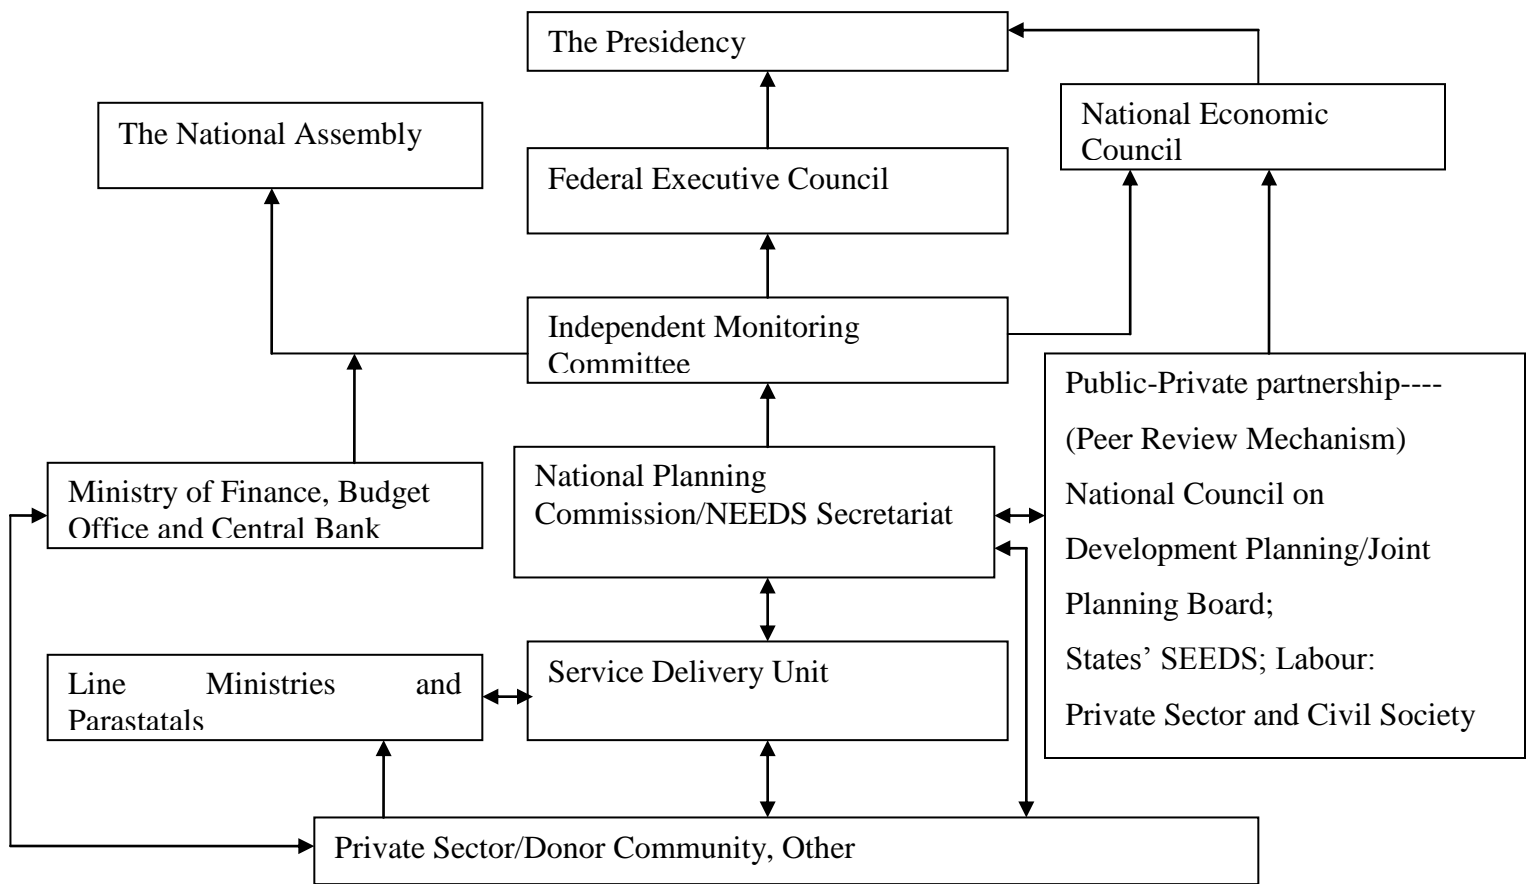 The Presidency
National Economic
Council
The National Assembly
Federal Executive Council
Independent Monitoring
Committee
Public-Private partnership----
(Peer Review Mechanism)
National Council on
Development Planning/Joint
Planning Board;
States’ SEEDS; Labour:
Private Sector and Civil Society
Ministry of Finance, Budget
Office and Central Bank
National Planning
Commission/NEEDS Secretariat
Line Ministries and
Parastatals
Service Delivery Unit
Private Sector/Donor Community, Other